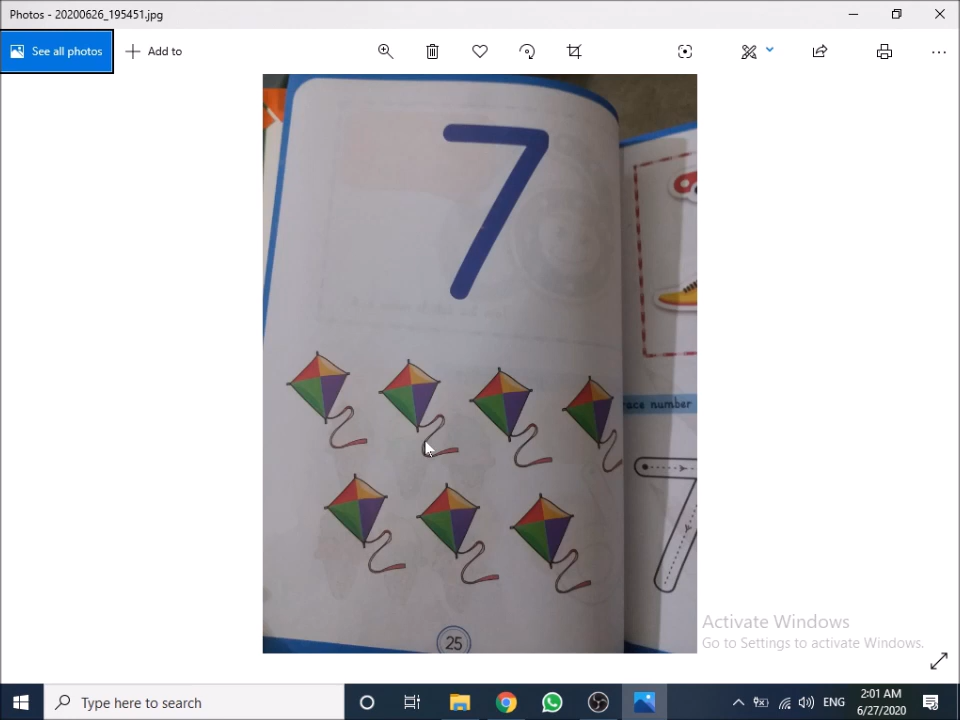 Photos - 20200626_195451.jpg
See all photos
Add to
7
ace number
7
25
Activate Windows
Go to Settings to activate Windows.
Type here to search
ENG
2:01 AM
6/27/2020